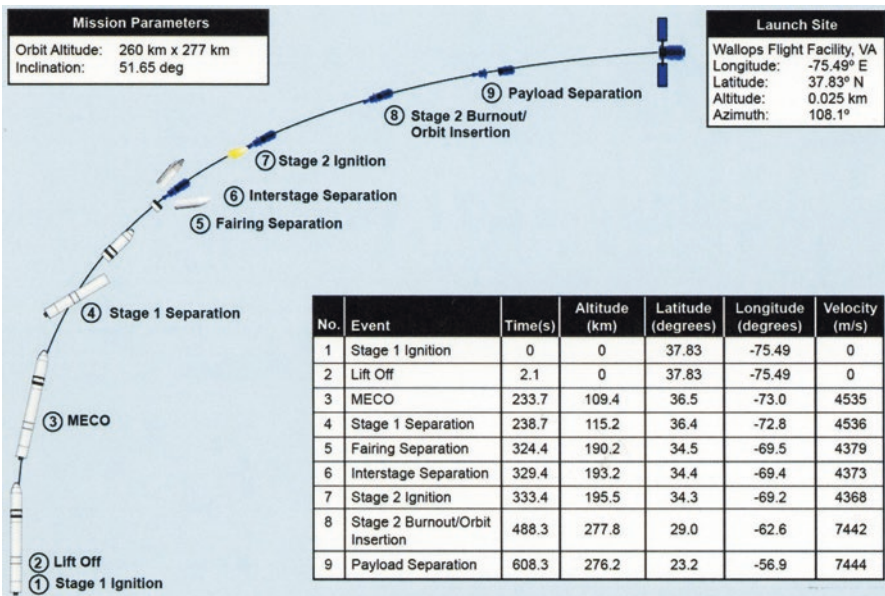 Mission Parameters
Orbit Altitude: 260 km x 277 km
Inclination: 51.65 deg
Launch Site
Wallops Flight Facility, VA
Longitude: -75.49º E
Latitude: 37.83º N
Altitude: 0.025 km
Azimuth: 108.1º
9 Payload Separation
8 Stage 2 Burnout/
Orbit Insertion
7 Stage 2 Ignition
6 Interstage Separation
5 Fairing Separation
4 Stage 1 Separation
3 MECO
2 Lift Off
1 Stage 1 Ignition
No. Event Time(s) Altitude (km) Latitude (degrees) Longitude (degrees) Velocity (m/s)
1 Stage 1 Ignition 0 0 37.83 -75.49 0
2 Lift Off 2.1 0 37.83 -75.49 0
3 MECO 233.7 109.4 36.5 -73.0 4535
4 Stage 1 Separation 238.7 115.2 36.4 -72.8 4536
5 Fairing Separation 324.4 190.2 34.5 -69.5 4379
6 Interstage Separation 329.4 193.2 34.4 -69.4 4373
7 Stage 2 Ignition 333.4 195.5 34.3 -69.2 4368
8 Stage 2 Burnout/Orbit Insertion 488.3 277.8 29.0 -62.6 7442
9 Payload Separation 608.3 276.2 23.2 -56.9 7444